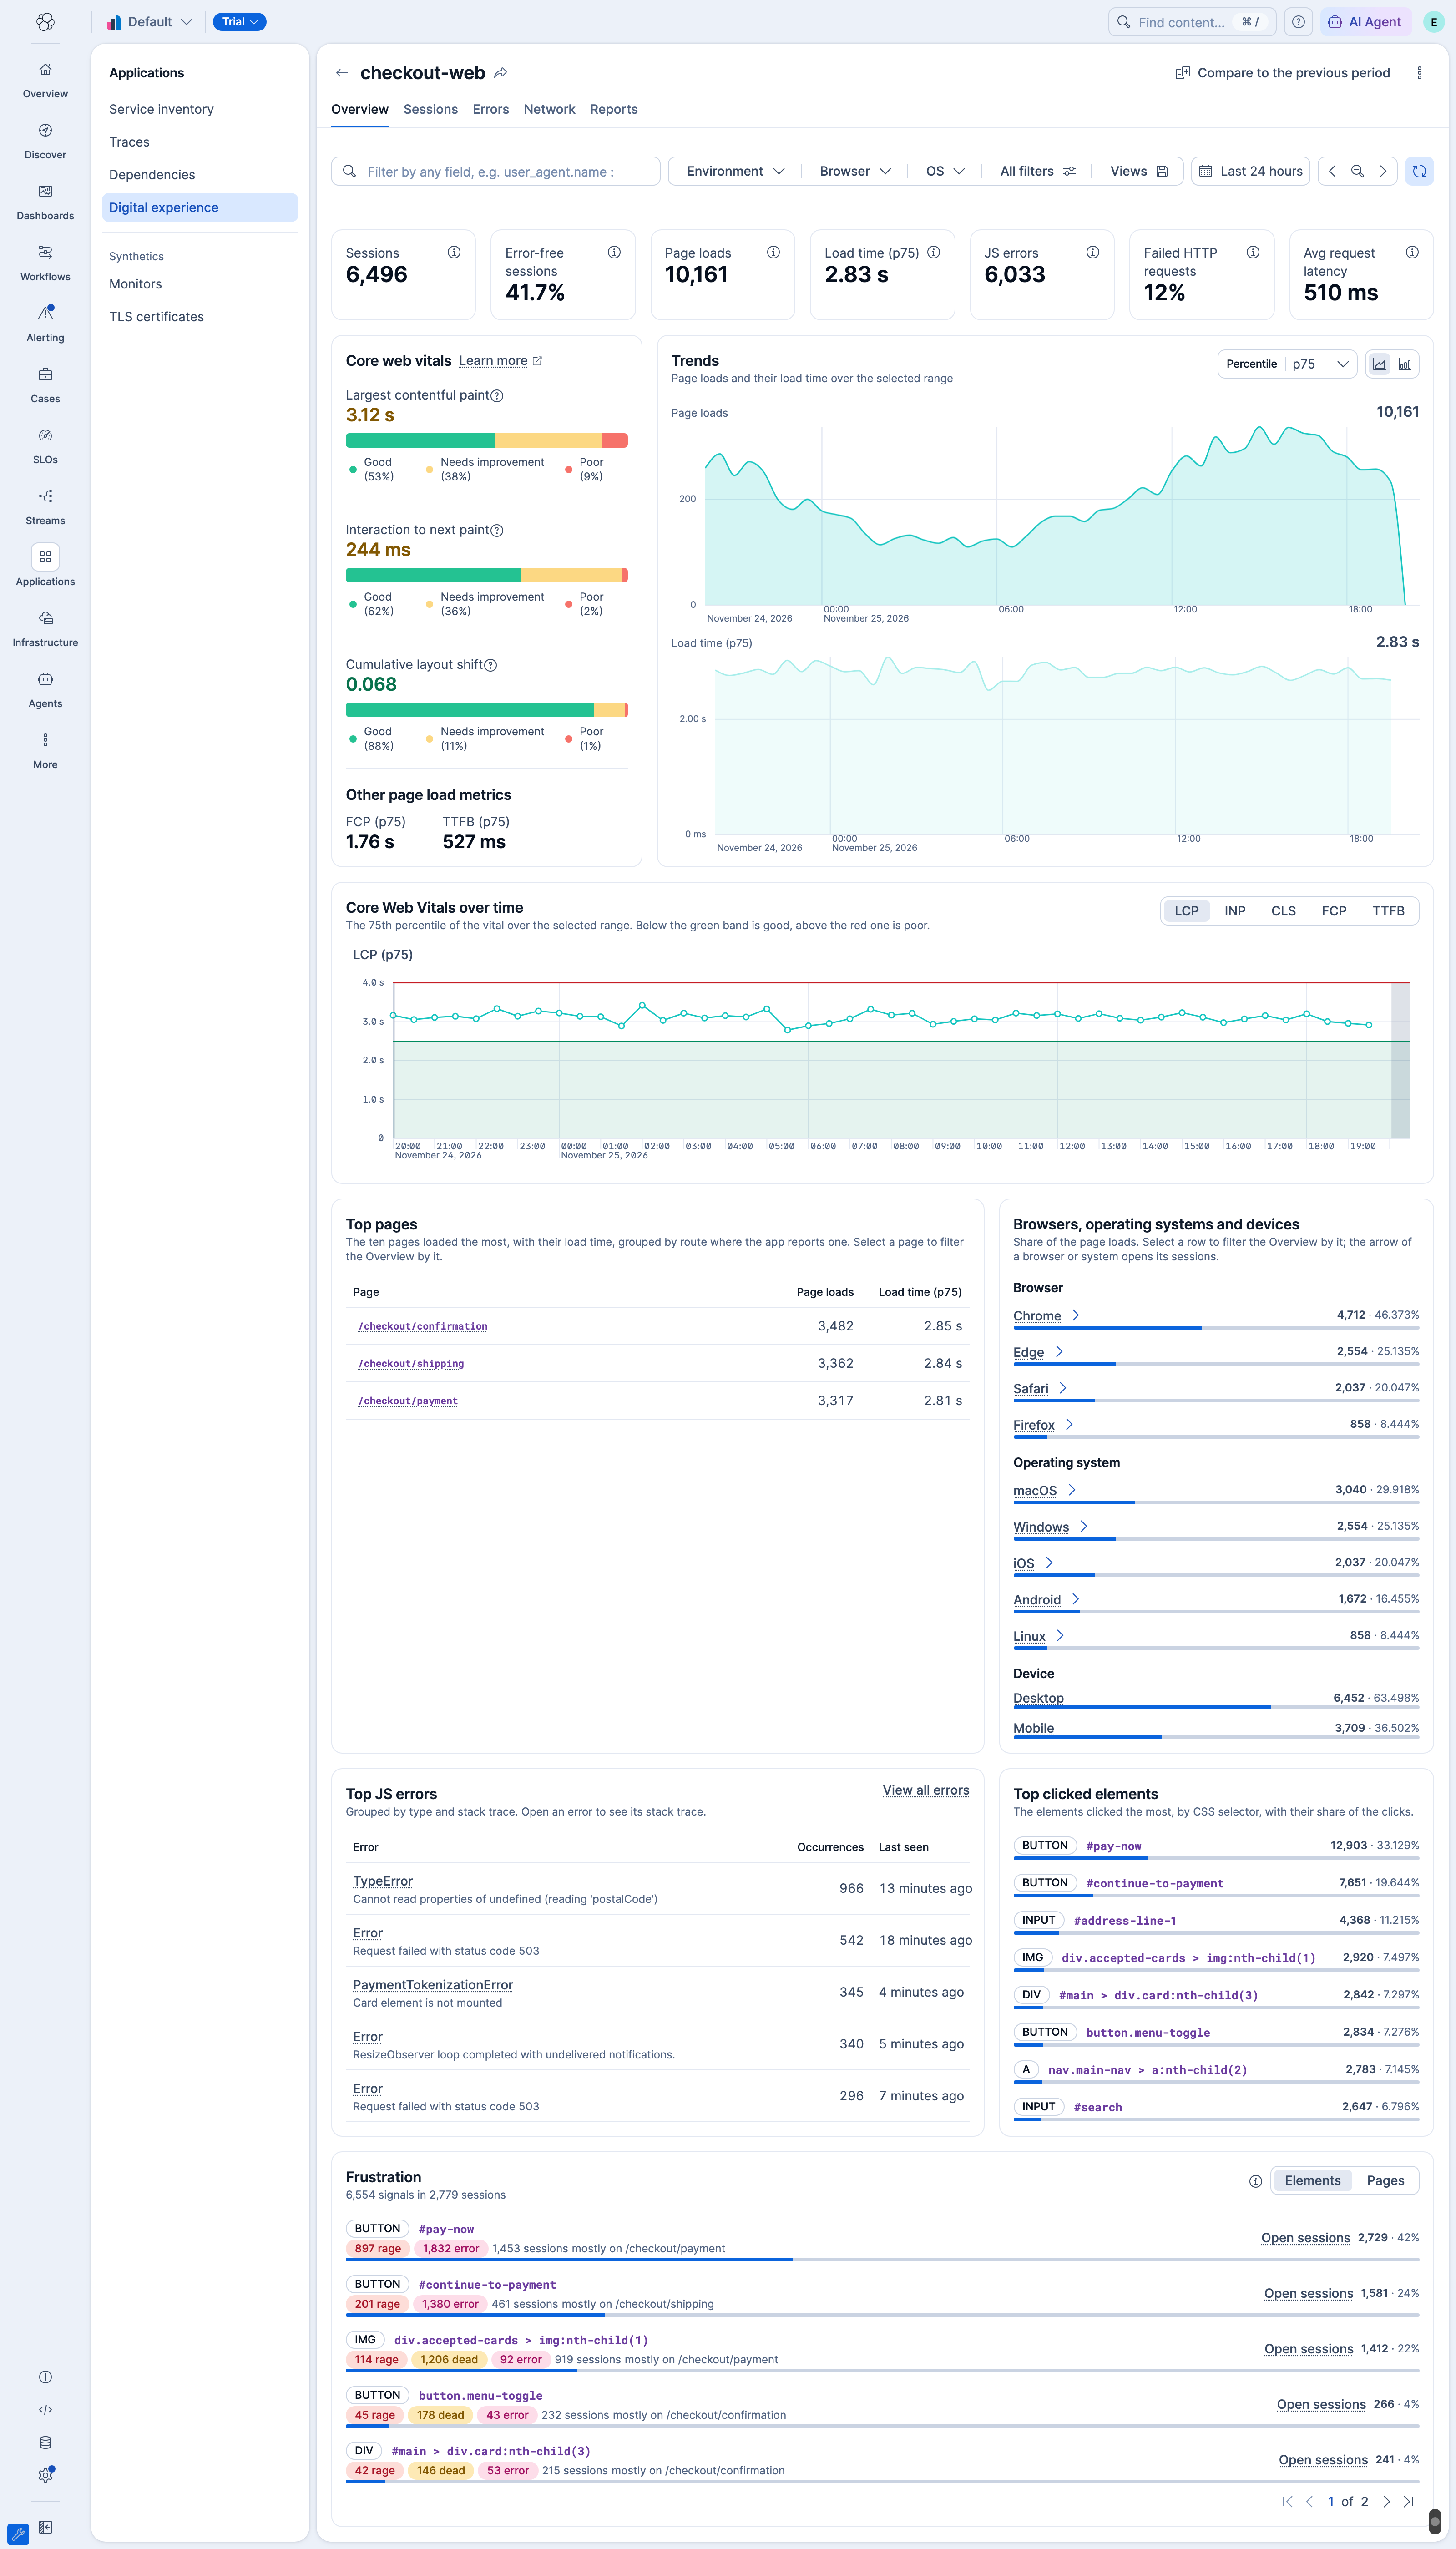 Default
Trial
Find content...
⌘ /
AI Agent
E
Overview
Discover
Dashboards
Workflows
Alerting
Cases
SLOs
Streams
Applications
Infrastructure
Agents
More
Applications
Service inventory
Traces
Dependencies
Digital experience
Synthetics
Monitors
TLS certificates
checkout-web
Compare to the previous period
Overview
Sessions
Errors
Network
Reports
Filter by any field, e.g. user_agent.name :
Environment
Browser
OS
All filters
Views
Last 24 hours
Sessions
6,496
Error-free
sessions
41.7%
Page loads
10,161
Load time (p75)
2.83 s
JS errors
6,033
Failed HTTP
requests
12%
Avg request
latency
510 ms
Core web vitals Learn more
Largest contentful paint
3.12 s
Good
(53%)
Needs improvement
(38%)
Poor
(9%)
Interaction to next paint
244 ms
Good
(62%)
Needs improvement
(36%)
Poor
(2%)
Cumulative layout shift
0.068
Good
(88%)
Needs improvement
(11%)
Poor
(1%)
Other page load metrics
FCP (p75)
1.76 s
TTFB (p75)
527 ms
Trends
Page loads and their load time over the selected range
Percentile p75
Page loads
10,161
200
0
00:00 06:00 12:00 18:00
November 24, 2026 November 25, 2026
Load time (p75)
2.83 s
2.00 s
0 ms
00:00 06:00 12:00 18:00
November 24, 2026 November 25, 2026
Core Web Vitals over time
The 75th percentile of the vital over the selected range. Below the green band is good, above the red one is poor.
LCP INP CLS FCP TTFB
LCP (p75)
4.0 s
3.0 s
2.0 s
1.0 s
0
20:00 21:00 22:00 23:00 00:00 01:00 02:00 03:00 04:00 05:00 06:00 07:00 08:00 09:00 10:00 11:00 12:00 13:00 14:00 15:00 16:00 17:00 18:00 19:00
November 24, 2026 November 25, 2026
Top pages
The ten pages loaded the most, with their load time, grouped by route where the app reports one. Select a page to filter
the Overview by it.
Page Page loads Load time (p75)
/checkout/confirmation 3,482 2.85 s
/checkout/shipping 3,362 2.84 s
/checkout/payment 3,317 2.81 s
Browsers, operating systems and devices
Share of the page loads. Select a row to filter the Overview by it; the arrow of
a browser or system opens its sessions.
Browser
Chrome 4,712 · 46.373%
Edge 2,554 · 25.135%
Safari 2,037 · 20.047%
Firefox 858 · 8.444%
Operating system
macOS 3,040 · 29.918%
Windows 2,554 · 25.135%
iOS 2,037 · 20.047%
Android 1,672 · 16.455%
Linux 858 · 8.444%
Device
Desktop 6,452 · 63.498%
Mobile 3,709 · 36.502%
Top JS errors
View all errors
Grouped by type and stack trace. Open an error to see its stack trace.
Error Occurrences Last seen
TypeError
Cannot read properties of undefined (reading 'postalCode')
966 13 minutes ago
Error
Request failed with status code 503
542 18 minutes ago
PaymentTokenizationError
Card element is not mounted
345 4 minutes ago
Error
ResizeObserver loop completed with undelivered notifications.
340 5 minutes ago
Error
Request failed with status code 503
296 7 minutes ago
Top clicked elements
The elements clicked the most, by CSS selector, with their share of the clicks.
BUTTON #pay-now 12,903 · 33.129%
BUTTON #continue-to-payment 7,651 · 19.644%
INPUT #address-line-1 4,368 · 11.215%
IMG div.accepted-cards > img:nth-child(1) 2,920 · 7.497%
DIV #main > div.card:nth-child(3) 2,842 · 7.297%
BUTTON button.menu-toggle 2,834 · 7.276%
A nav.main-nav > a:nth-child(2) 2,783 · 7.145%
INPUT #search 2,647 · 6.796%
Frustration
6,554 signals in 2,779 sessions
Elements Pages
BUTTON #pay-now
897 rage 1,832 error 1,453 sessions mostly on /checkout/payment
Open sessions 2,729 · 42%
BUTTON #continue-to-payment
201 rage 1,380 error 461 sessions mostly on /checkout/shipping
Open sessions 1,581 · 24%
IMG div.accepted-cards > img:nth-child(1)
114 rage 1,206 dead 92 error 919 sessions mostly on /checkout/payment
Open sessions 1,412 · 22%
BUTTON button.menu-toggle
45 rage 178 dead 43 error 232 sessions mostly on /checkout/confirmation
Open sessions 266 · 4%
DIV #main > div.card:nth-child(3)
42 rage 146 dead 53 error 215 sessions mostly on /checkout/confirmation
Open sessions 241 · 4%
1 of 2